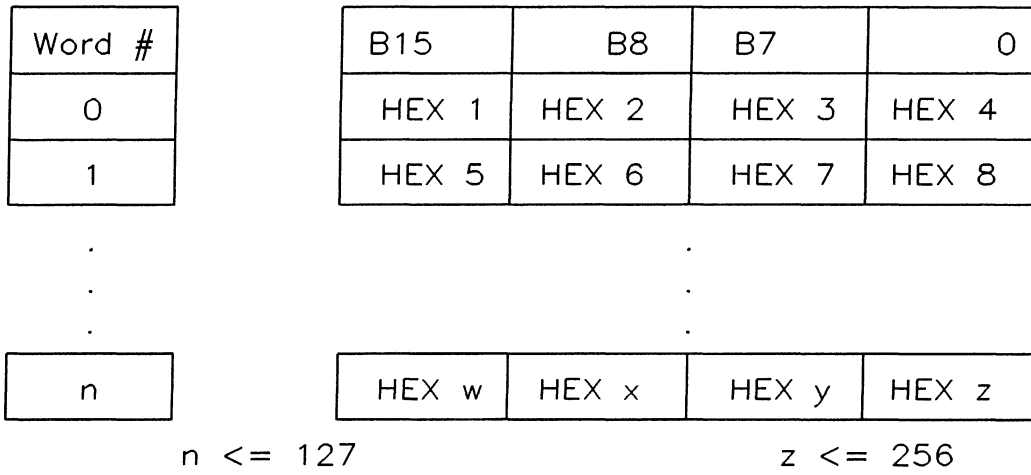 Word # B15 B8 B7 0
0 HEX 1 HEX 2 HEX 3 HEX 4
1 HEX 5 HEX 6 HEX 7 HEX 8
. .
. .
. .
n HEX w HEX x HEX y HEX z
n <= 127 z <= 256